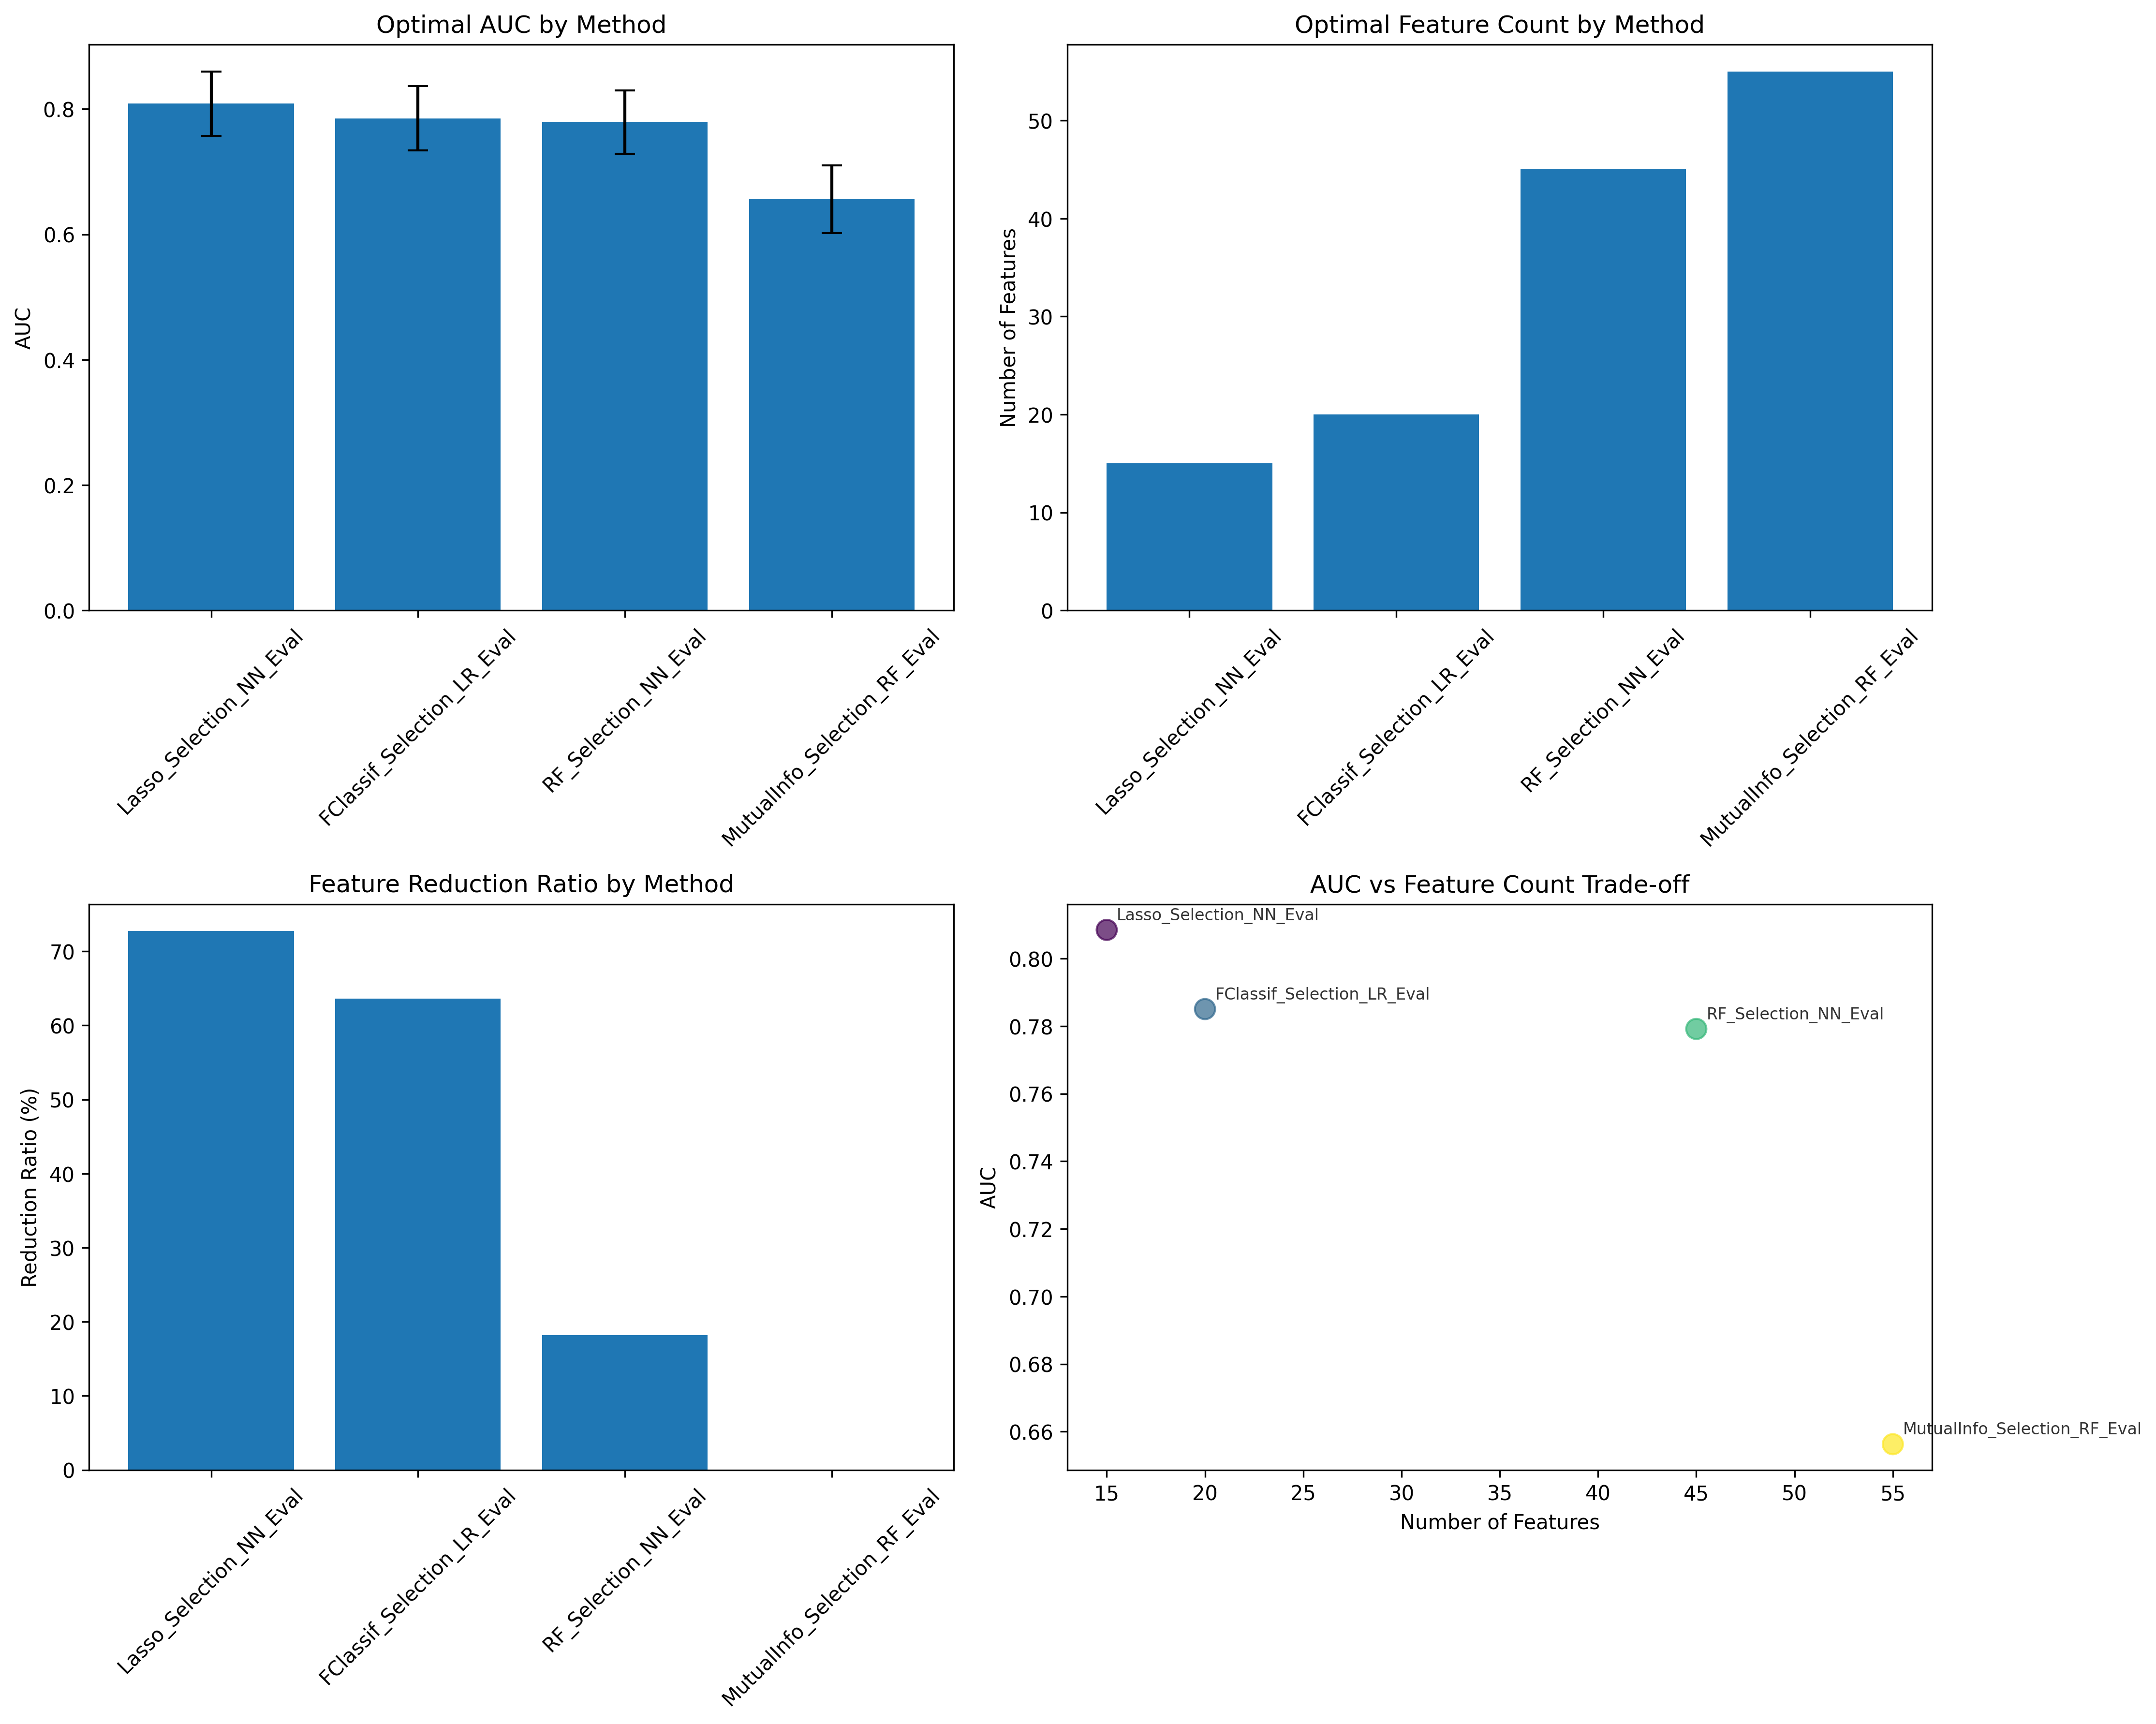 Optimal AUC by Method
AUC
0.8
0.6
0.4
0.2
0.0
Lasso_Selection_NN_Eval
FClassif_Selection_LR_Eval
RF_Selection_NN_Eval
MutualInfo_Selection_RF_Eval
Optimal Feature Count by Method
Number of Features
50
40
30
20
10
0
Lasso_Selection_NN_Eval
FClassif_Selection_LR_Eval
RF_Selection_NN_Eval
MutualInfo_Selection_RF_Eval
Feature Reduction Ratio by Method
Reduction Ratio (%)
70
60
50
40
30
20
10
0
Lasso_Selection_NN_Eval
FClassif_Selection_LR_Eval
RF_Selection_NN_Eval
MutualInfo_Selection_RF_Eval
AUC vs Feature Count Trade-off
AUC
0.80
0.78
0.76
0.74
0.72
0.70
0.68
0.66
Lasso_Selection_NN_Eval
FClassif_Selection_LR_Eval
RF_Selection_NN_Eval
MutualInfo_Selection_RF_Eval
15 20 25 30 35 40 45 50 55
Number of Features